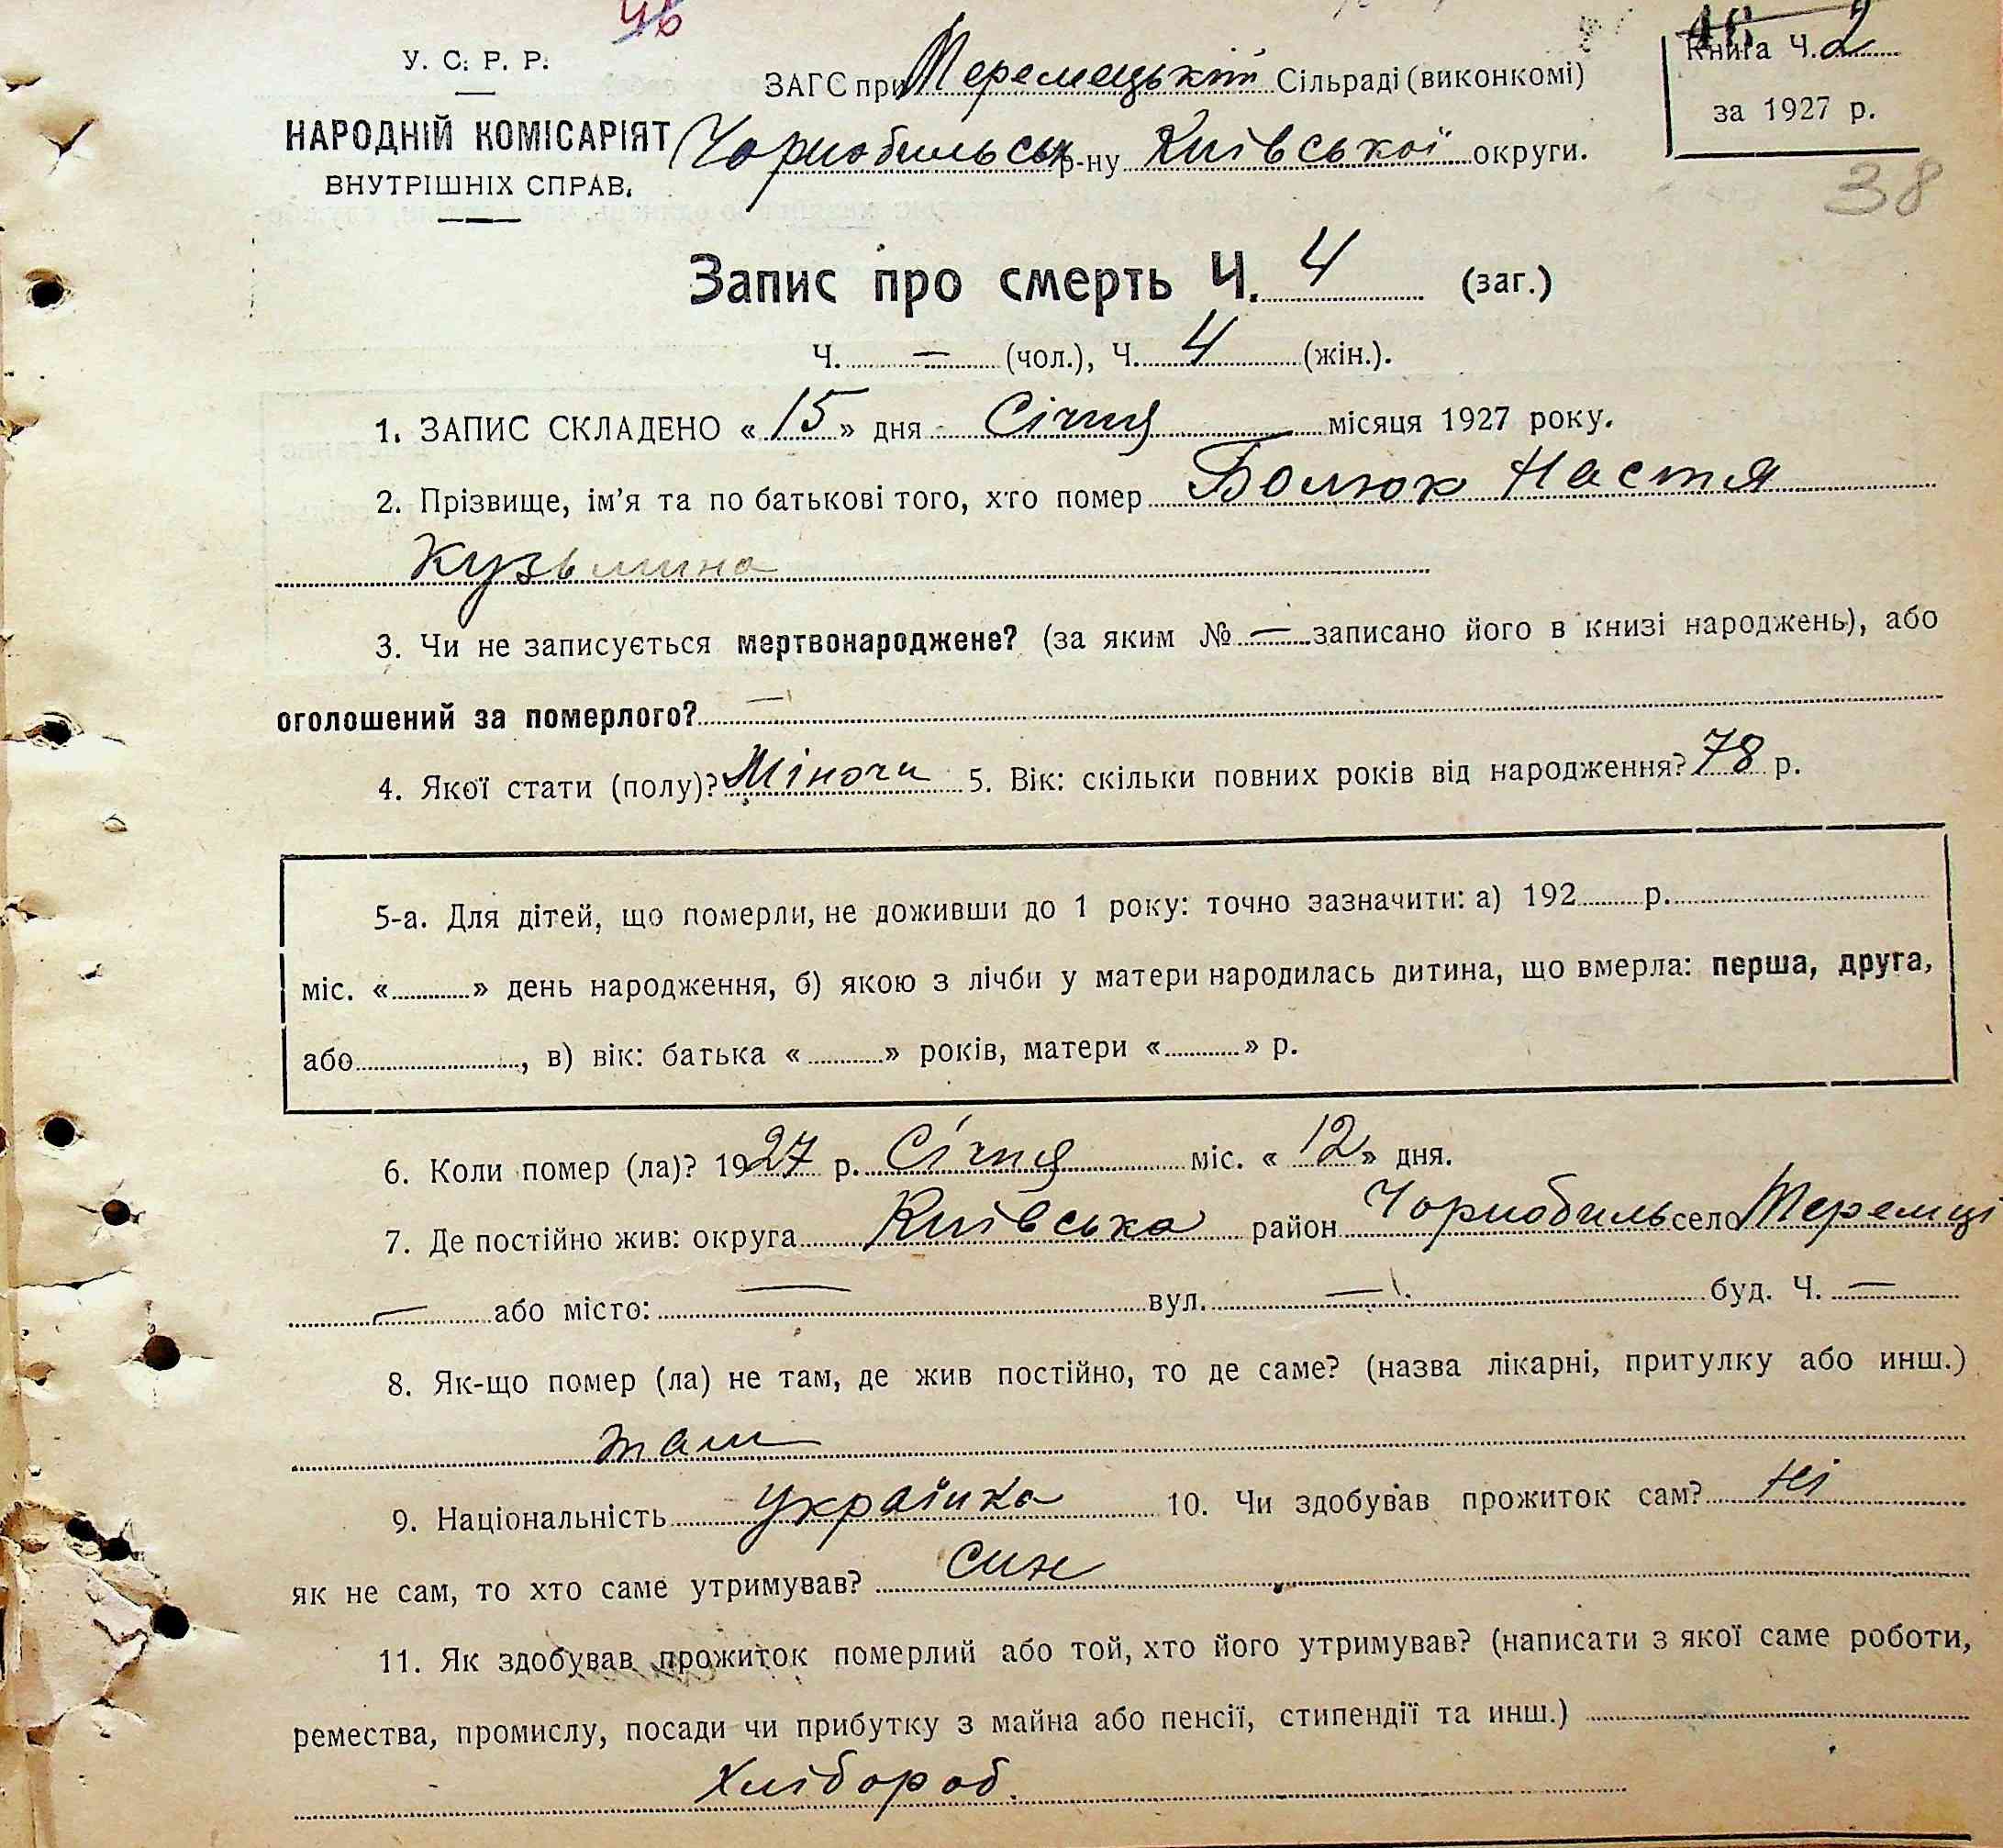 46
У. С. Р. Р.
НАРОДНІЙ КОМІСАРІЯТ
ВНУТРІШНІХ СПРАВ.
ЗАГС при Теремецькій Сільраді (виконкомі)
Чорнобильськ р-ну Київської округи.
Книга Ч. 2
за 1927 р.
38
Запис про смерть Ч. 4 (заг.)
Ч. — (чол.), Ч. 4 (жін.).
1. ЗАПИС СКЛАДЕНО «15» дня Січня місяця 1927 року.
2. Прізвище, ім'я та по батькові того, хто помер Болюк Настя
Кузьмина
3. Чи не записується мертвонароджене? (за яким № — записано його в книзі народжень), або
оголошений за померлого? —
4. Якої стати (полу)? Жіночи 5. Вік: скільки повних років від народження? 78 р.
5-а. Для дітей, що померли, не доживши до 1 року: точно зазначити: а) 192 р.
міс. « » день народження, б) якою з лічби у матери народилась дитина, що вмерла: перша, друга,
або , в) вік: батька « » років, матери « » р.
6. Коли помер (ла)? 1927 р. Січня міс. «12» дня.
7. Де постійно жив: округа Київська район Чорнобиль село Теремці
— або місто: — вул. — буд. Ч. —
8. Як-що помер (ла) не там, де жив постійно, то де саме? (назва лікарні, притулку або инш.)
там
9. Національність Українка 10. Чи здобував прожиток сам? ні
як не сам, то хто саме утримував? син
11. Як здобував прожиток померлий або той, хто його утримував? (написати з якої саме роботи,
ремества, промислу, посади чи прибутку з майна або пенсії, стипендії та инш.)
Хлібороб.